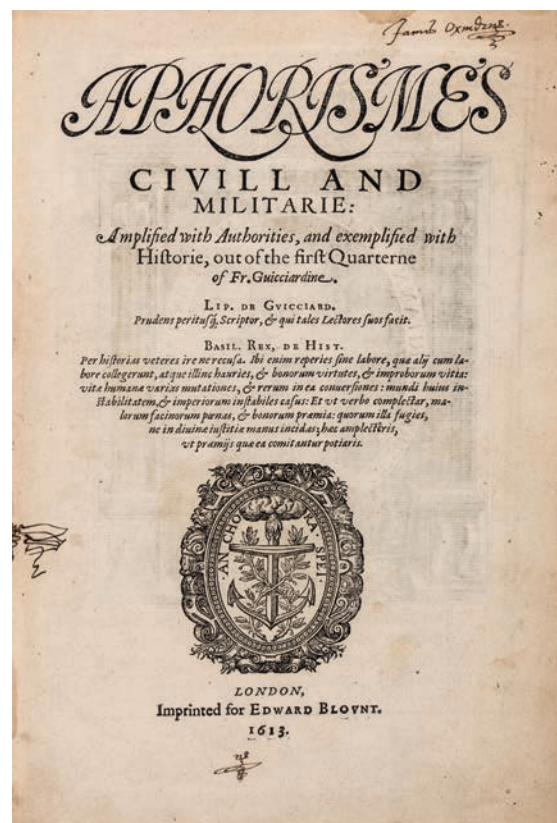 James Oxinden.
APHORISMES
CIVILL AND
MILITARIE:
Amplified with Authorities, and exemplified with
Hiſtorie, out of the firſt Quarterne
of Fr. Guicciardine.
LIP. DE GVICCIARD.
Prudens peritusq́; Scriptor, & qui tales Lectores ſuos facit.
BASIL. REX, DE HIST.
Per hiſtorias veteres ire ne recuſa. Ibi enim reperies ſine labore, quæ alij cum la-
bore collegerunt, atque illinc hauries, & bonorum virtutes, & improborum vitia:
vitæ humanæ varias mutationes, & rerum in ea conuerſiones: mundi huius in-
ſtabilitatem, & imperiorum inſtabiles caſus: Et vt verbo complectar, ma-
lorum facinorum pœnas, & bonorum præmia: quorum illa fugies,
ne in diuinæ iuſtitiæ manus incidas; hæc amplectêris,
vt præmijs quæ ea comitantur potiaris.
ANCHORA SPEI.
LONDON,
Imprinted for EDWARD BLOVNT.
1613.